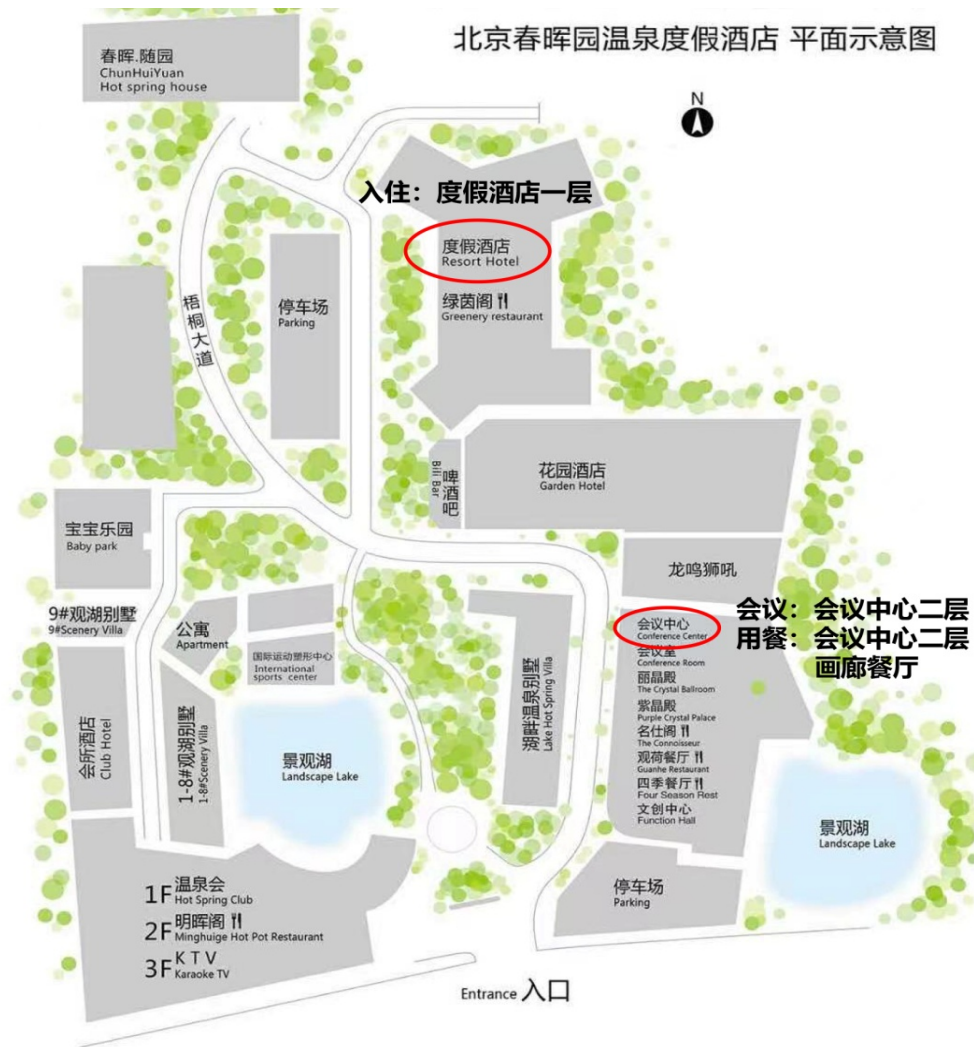 北京春晖园温泉度假酒店 平面示意图
春晖.随园
ChunHuiYuan
Hot spring house
N
入住：度假酒店一层
度假酒店
Resort Hotel
绿茵阁
Greenery restaurant
停车场
Parking
梧桐大道
啤酒吧
Bili Bar
花园酒店
Garden Hotel
宝宝乐园
Baby park
龙鸣狮吼
9#观湖别墅
9#Scenery Villa
公寓
Apartment
国际运动塑形中心
International
sports center
会议：会议中心二层
用餐：会议中心二层
画廊餐厅
会议中心
Conference Center
会议室
Conference Room
丽晶殿
The Crystal Ballroom
紫晶殿
Purple Crystal Palace
名仕阁
The Connoisseur
观荷餐厅
Guanhe Restaurant
四季餐厅
Four Season Rest
文创中心
Function Hall
会所酒店
Club Hotel
1-8#观湖别墅
1-8#Scenery Villa
景观湖
Landscape Lake
湖畔温泉别墅
Lake Hot Spring Villa
景观湖
Landscape Lake
停车场
Parking
1F 温泉会
Hot Spring Club
2F 明晖阁
Minghuige Hot Pot Restaurant
3F K T V
Karaoke TV
Entrance 入口